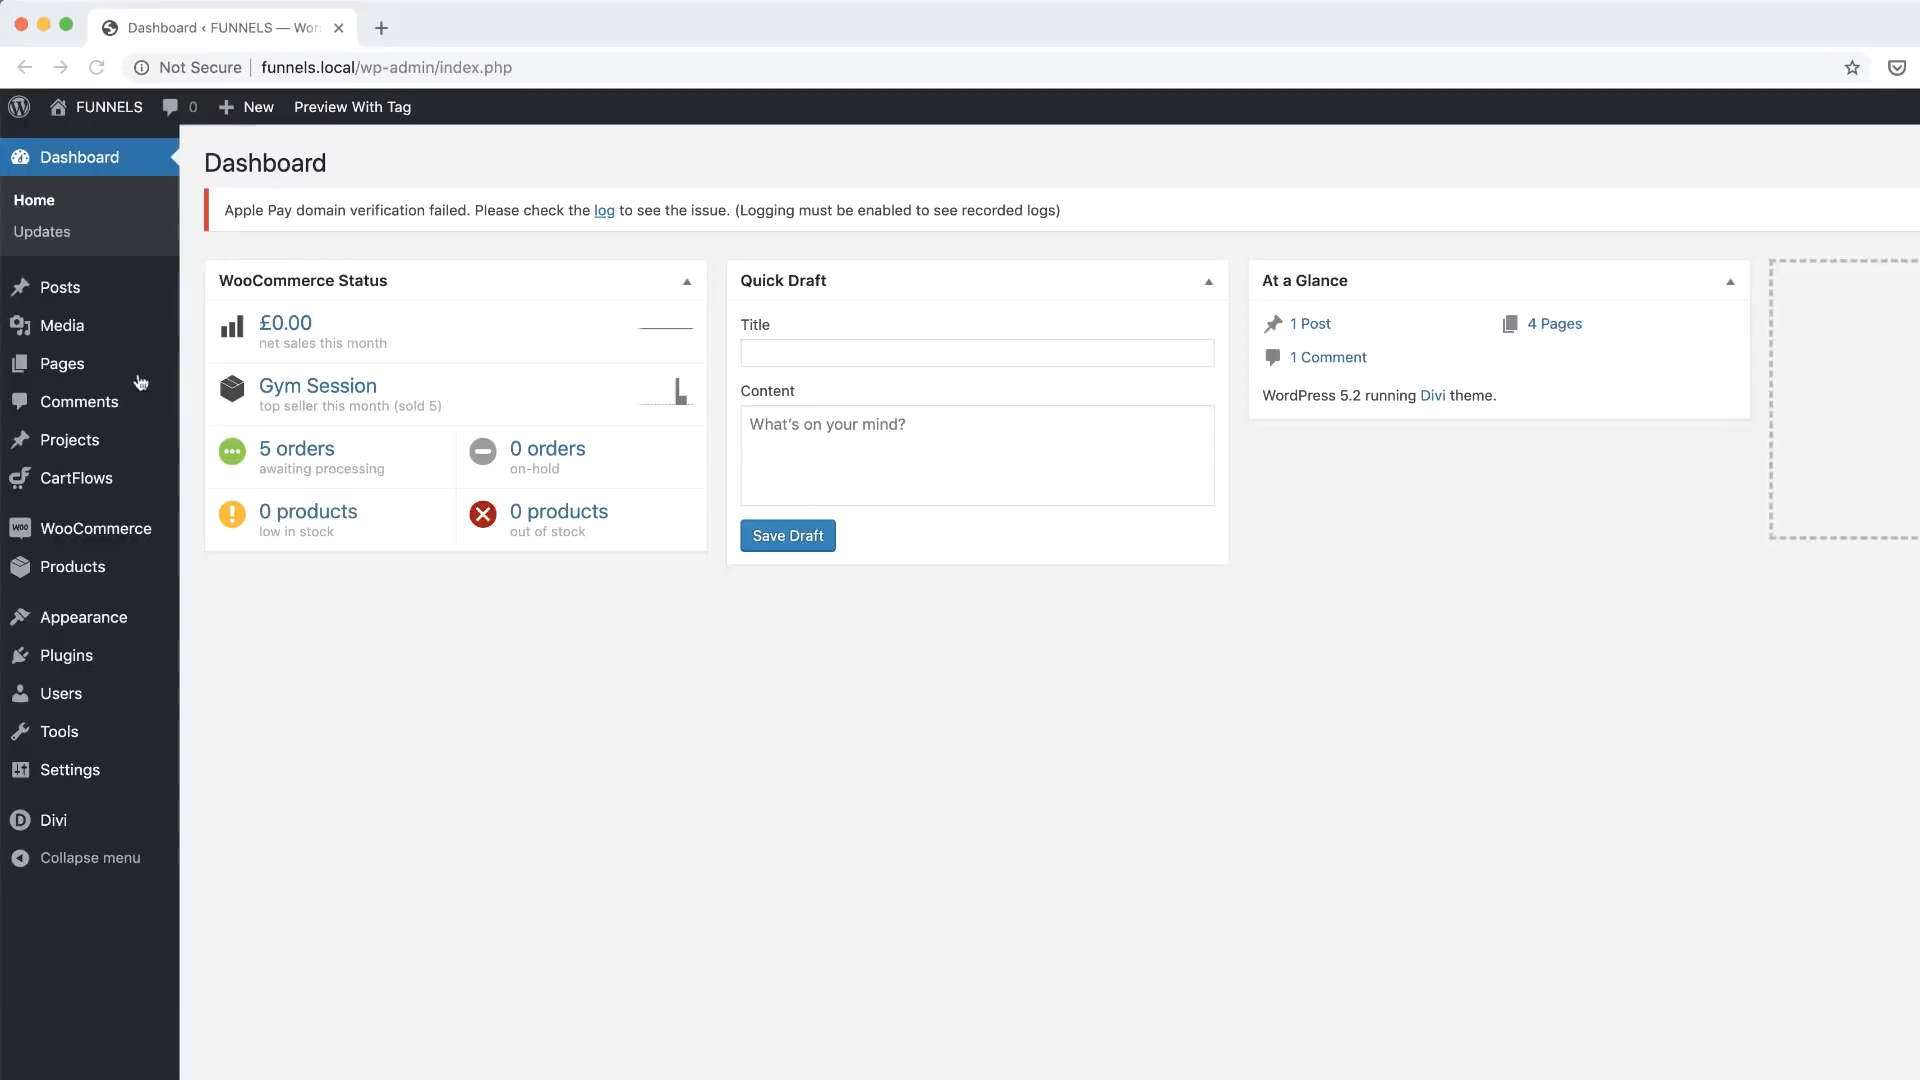 Dashboard ‹ FUNNELS — Wor
Not Secure funnels.local/wp-admin/index.php
FUNNELS 0 New Preview With Tag
Dashboard
Home
Updates
Posts
Media
Pages
Comments
Projects
CartFlows
WooCommerce
Products
Appearance
Plugins
Users
Tools
Settings
Divi
Collapse menu
Dashboard
Apple Pay domain verification failed. Please check the log to see the issue. (Logging must be enabled to see recorded logs)
WooCommerce Status
£0.00
net sales this month
Gym Session
top seller this month (sold 5)
5 orders
awaiting processing
0 orders
on-hold
0 products
low in stock
0 products
out of stock
Quick Draft
Title
Content
What's on your mind?
Save Draft
At a Glance
1 Post
4 Pages
1 Comment
WordPress 5.2 running Divi theme.